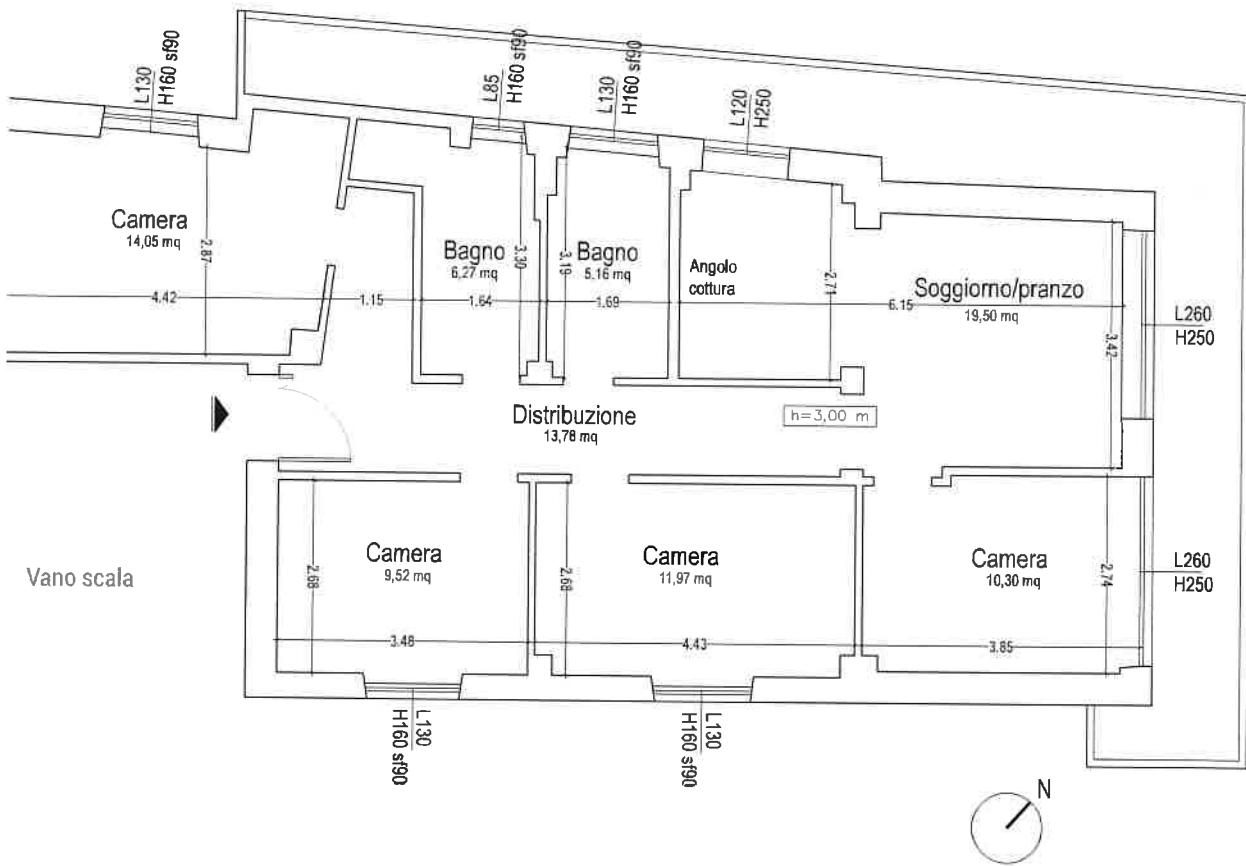 L130
H160 sf90
L85
H160 sf90
L130
H160 sf90
L120
H250
Camera
14,05 mq
2.87
4.42
1.15
Bagno
6,27 mq
3.30
1.64
Bagno
5.16 mq
3.19
1.69
Angolo
cottura
2.71
Soggiorno/pranzo
19,50 mq
6.15
3.42
L260
H250
Distribuzione
13,78 mq
h=3,00 m
Vano scala
Camera
9,52 mq
2.68
3.48
Camera
11,97 mq
2.68
4.43
Camera
10,30 mq
2.74
3.85
L260
H250
L130
H160 sf90
L130
H160 sf90
N